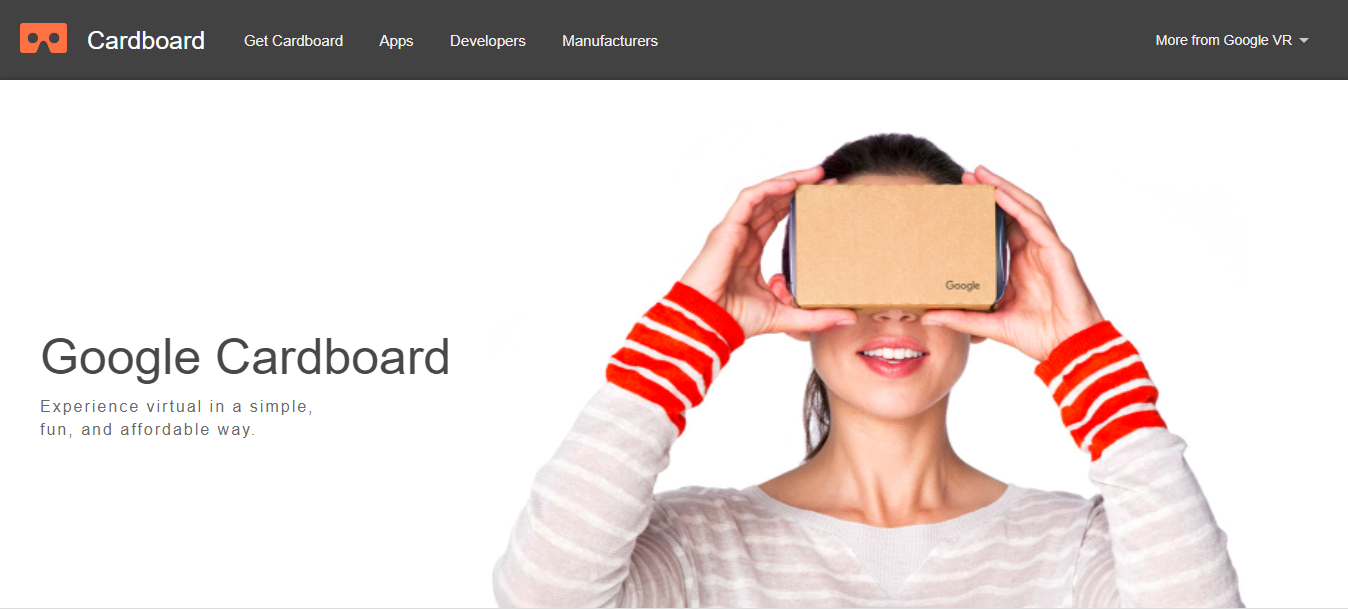 Cardboard
Get Cardboard
Apps
Developers
Manufacturers
More from Google VR
Google
Google Cardboard
Experience virtual in a simple,
fun, and affordable way.